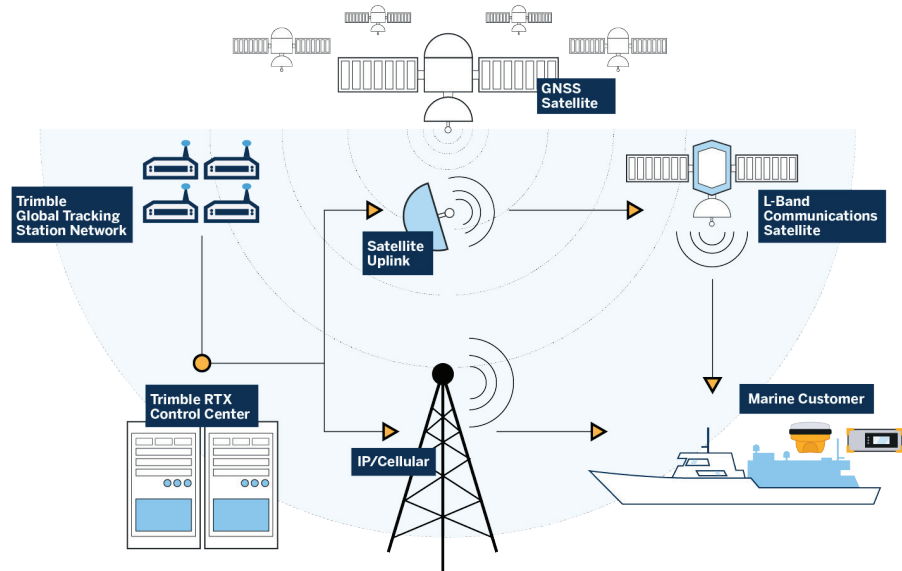 GNSS
Satellite
Trimble
Global Tracking
Station Network
Satellite
Uplink
L-Band
Communications
Satellite
Trimble RTX
Control Center
IP/Cellular
Marine Customer